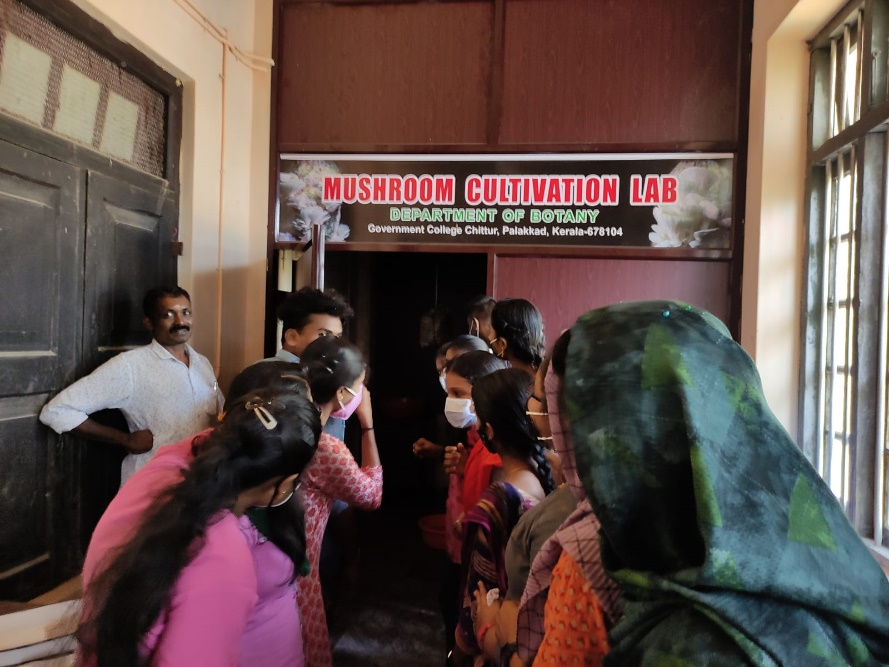 MUSHROOM CULTIVATION LAB
DEPARTMENT OF BOTANY
Government College Chittur, Palakkad, Kerala-678104